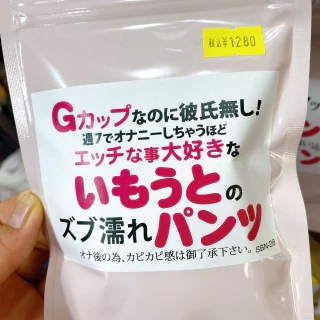 税込¥1280
Gカップなのに彼氏無し!
週7でオナニーしちゃうほど
エッチな事大好きな
いもうとの
ズブ濡れパンツ
オナ後の為、カピカピ感は御了承下さい。SSN-28